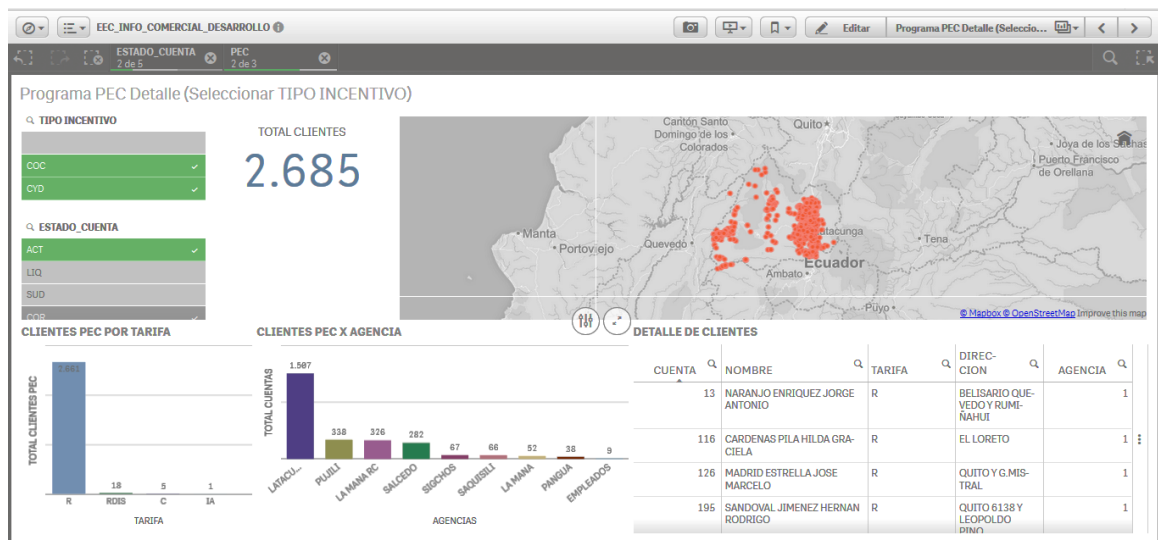 EEC_INFO_COMERCIAL_DESARROLLO
Editar
Programa PEC Detalle (Seleccio...
ESTADO_CUENTA
2 de 5
PEC
2 de 3
Programa PEC Detalle (Seleccionar TIPO INCENTIVO)
TIPO INCENTIVO
COC
CYD
ESTADO_CUENTA
ACT
LIQ
SUD
COR
TOTAL CLIENTES
2.685
Cantón Santo
Domingo de los
Colorados
Quito
Joya de los Sachas
Puerto Francisco
de Orellana
Manta
Portoviejo
Quevedo
Latacunga
Tena
Ecuador
Ambato
Puyo
© Mapbox © OpenStreetMap Improve this map
CLIENTES PEC POR TARIFA
TOTAL CLIENTES PEC
18
5
1
R
RDIS
C
IA
TARIFA
CLIENTES PEC X AGENCIA
TOTAL CUENTAS
1.507
338
326
282
67
66
52
38
9
LATACU...
PUJILI
LA MANA RC
SALCEDO
SIGCHOS
SAQUISILI
LA MANA
PANGUA
EMPLEADOS
AGENCIAS
DETALLE DE CLIENTES
CUENTA
NOMBRE
TARIFA
DIREC-
CION
AGENCIA
13
NARANJO ENRIQUEZ JORGE
ANTONIO
R
BELISARIO QUE-
VEDO Y RUMI-
ÑAHUI
1
116
CARDENAS PILA HILDA GRA-
CIELA
R
EL LORETO
1
126
MADRID ESTRELLA JOSE
MARCELO
R
QUITO Y G.MIS-
TRAL
1
195
SANDOVAL JIMENEZ HERNAN
RODRIGO
R
QUITO 6138 Y
LEOPOLDO
PINO
1